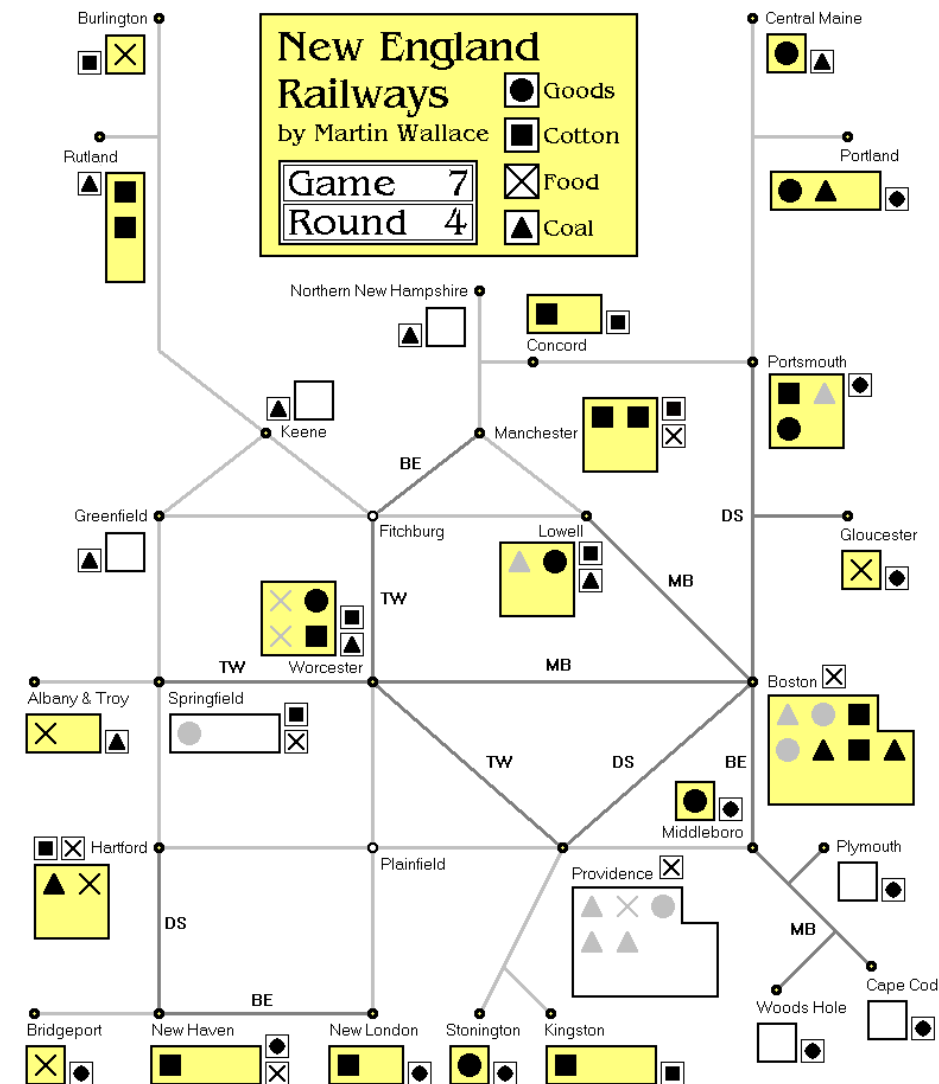 Burlington
Central Maine
New England
Railways
by Martin Wallace
Goods
Cotton
Food
Coal
Game 7
Round 4
Rutland
Portland
Northern New Hampshire
Concord
Portsmouth
Keene
Manchester
BE
Greenfield
Fitchburg
Lowell
DS
Gloucester
MB
TW
Worcester
TW
MB
Boston
Albany & Troy
Springfield
TW
DS
BE
Middleboro
Hartford
Plainfield
Providence
Plymouth
DS
MB
BE
Cape Cod
Woods Hole
Bridgeport
New Haven
New London
Stonington
Kingston